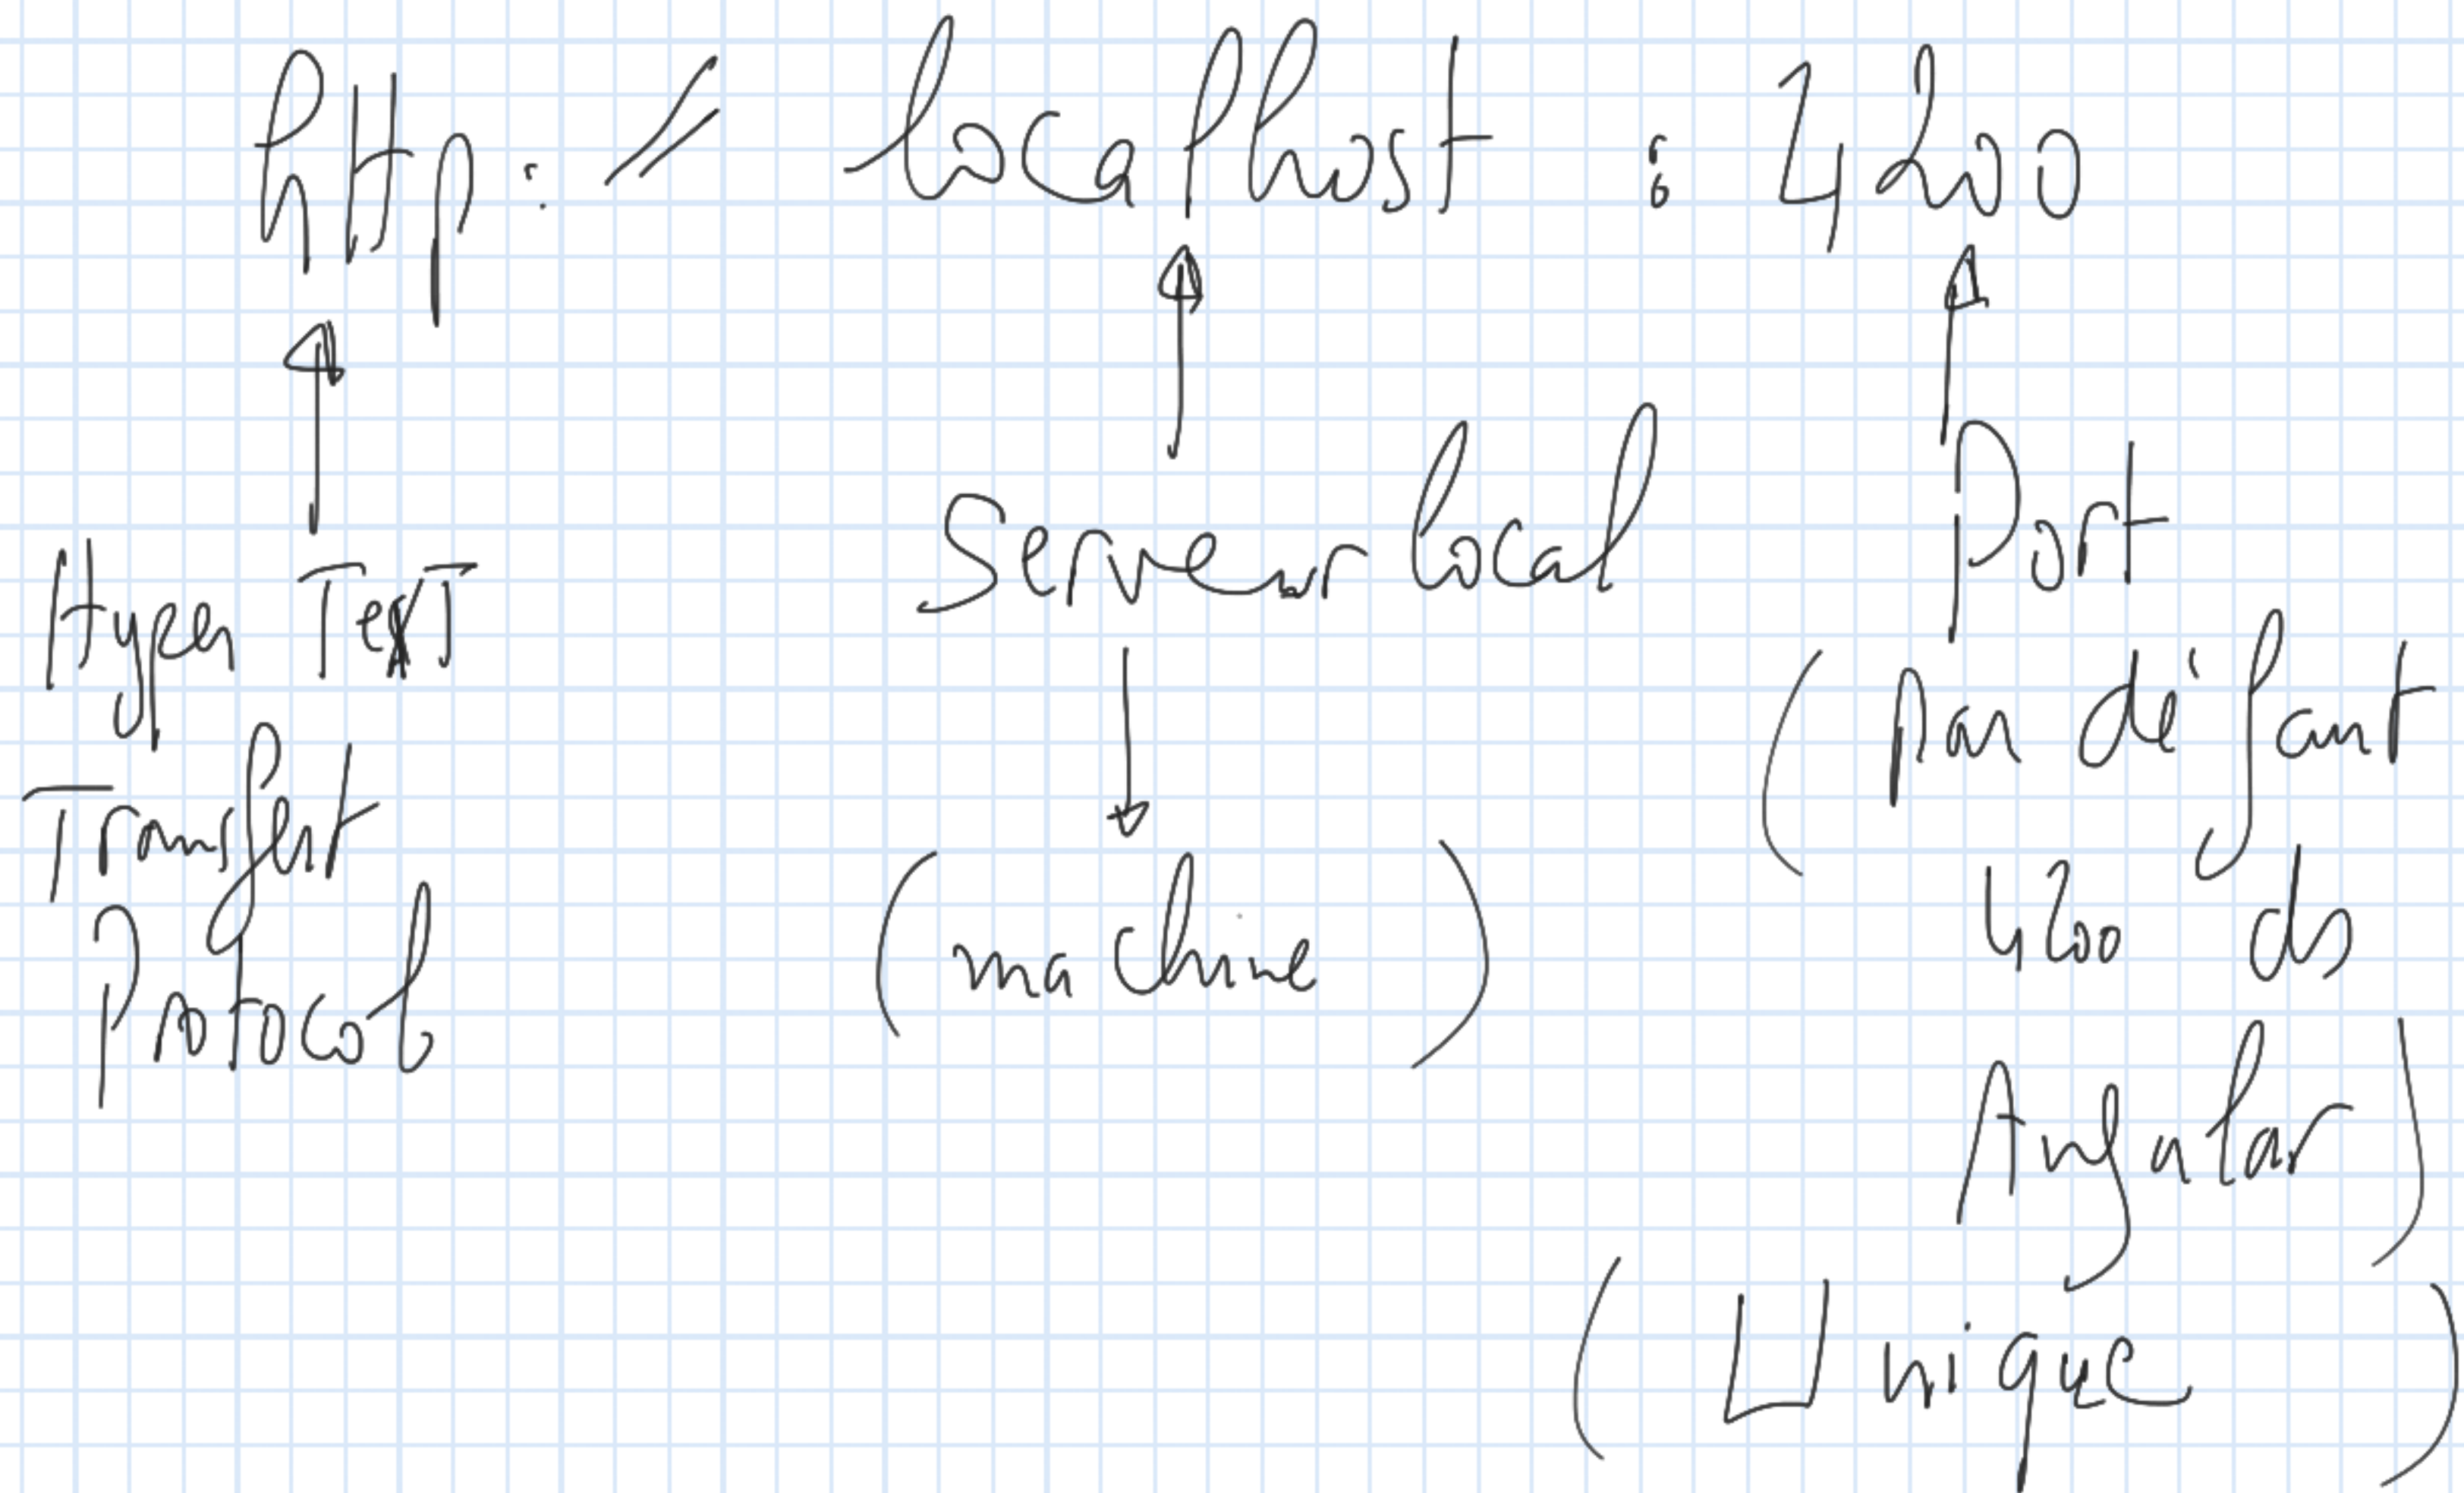 http : // localhost : 4200
Hyper Text
Transfert
Protocol
Serveur local
(machine)
Port
(par défaut
4200 ds
Angular)
(Unique)